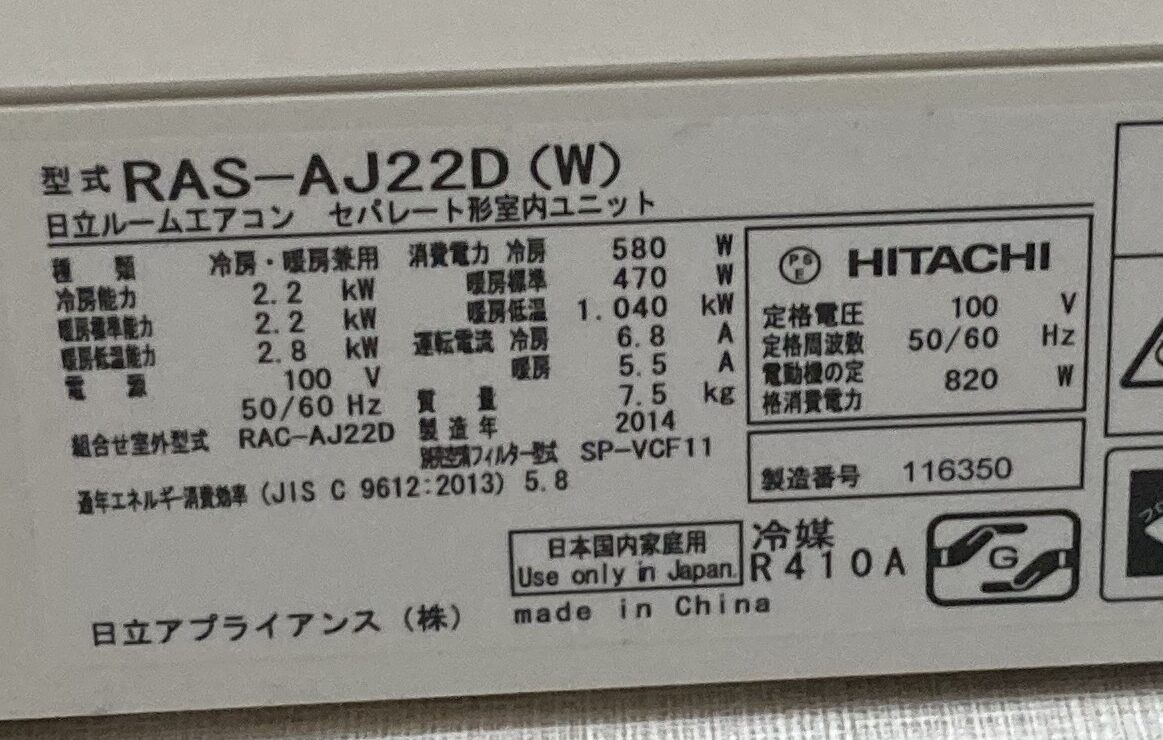 型式 RAS-AJ22D(W)
日立ルームエアコン セパレート形室内ユニット
種類 冷房・暖房兼用
冷房能力 2.2 kW
暖房標準能力 2.2 kW
暖房低温能力 2.8 kW
電源 100 V
50/60 Hz
組合せ室外型式 RAC-AJ22D
消費電力 冷房 580 W
暖房標準 470 W
暖房低温 1.040 kW
運転電流 冷房 6.8 A
暖房 5.5 A
質量 7.5 kg
製造年 2014
別売空清フィルター型式 SP-VCF11
通年エネルギー消費効率 (JIS C 9612:2013) 5.8
PSE HITACHI
定格電圧 100 V
定格周波数 50/60 Hz
電動機の定
格消費電力 820 W
製造番号 116350
日本国内家庭用
Use only in Japan.
冷媒
R410A
G
日立アプライアンス(株)
made in China